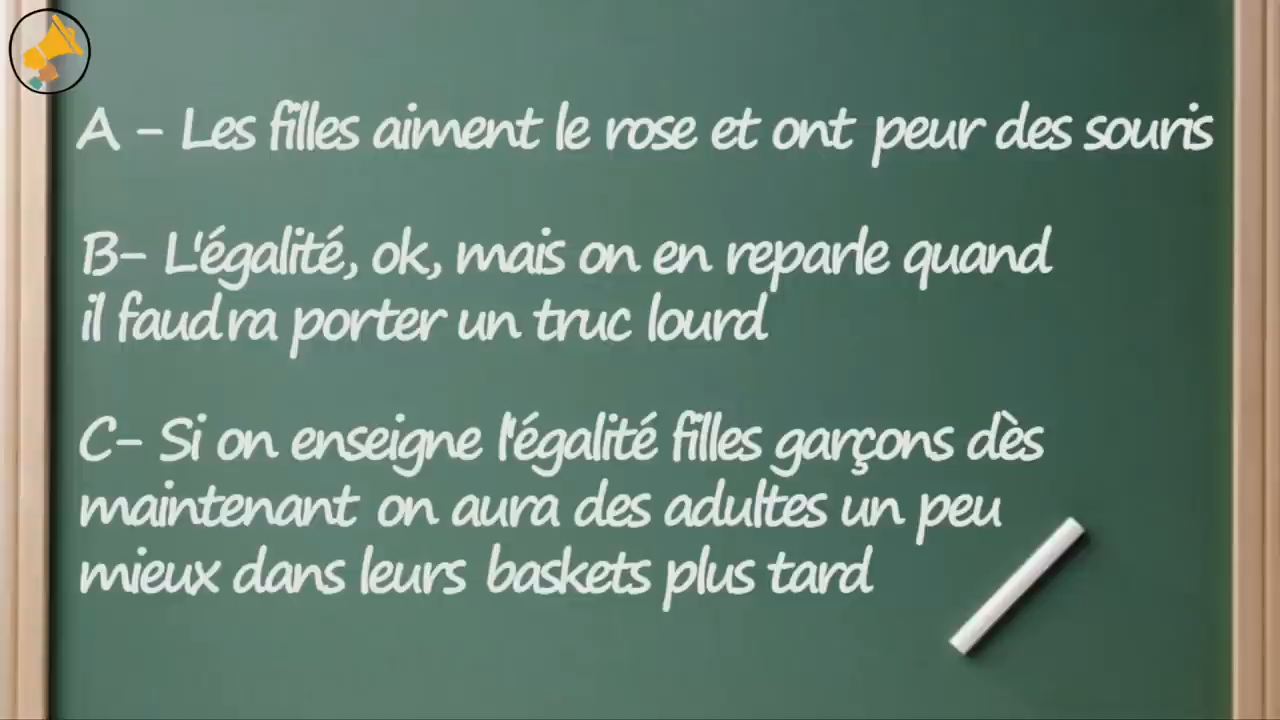 A - Les filles aiment le rose et ont peur des souris
B- L'égalité, ok, mais on en reparle quand
il faudra porter un truc lourd
C- Si on enseigne l'égalité filles garçons dès
maintenant on aura des adultes un peu
mieux dans leurs baskets plus tard